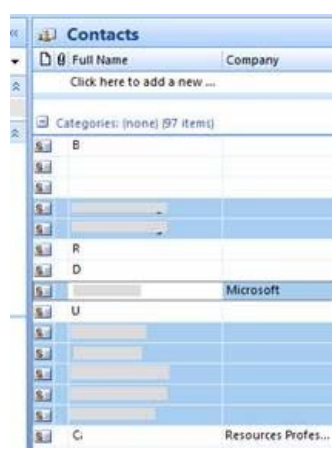 Contacts
Full Name Company
Click here to add a new ...
Categories: (none) (97 items)
B
R
D
Microsoft
U
C
Resources Profes...